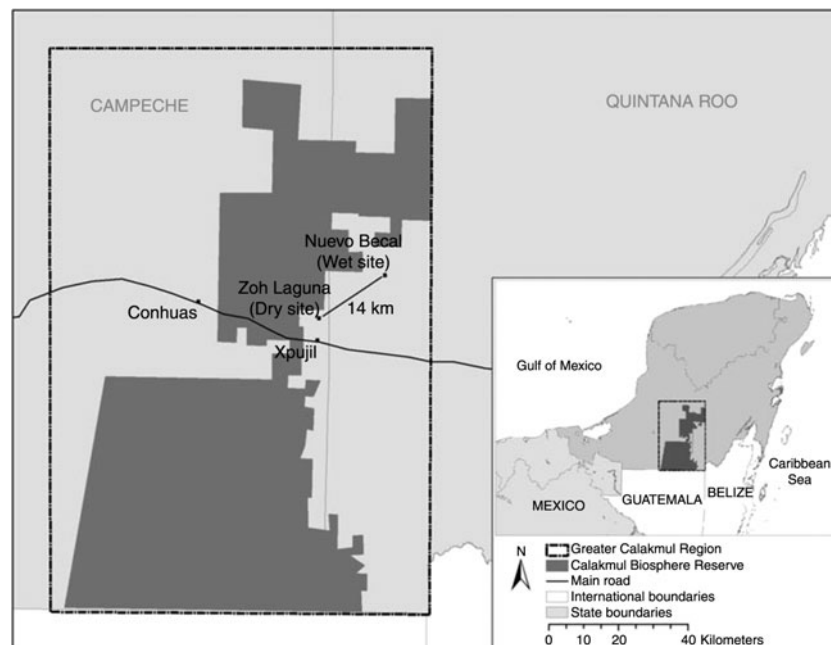 CAMPECHE
QUINTANA ROO
Nuevo Becal
(Wet site)
Zoh Laguna
(Dry site)
14 km
Conhuas
Xpujil
Gulf of Mexico
Caribbean
Sea
MEXICO
GUATEMALA
BELIZE
N
Greater Calakmul Region
Calakmul Biosphere Reserve
Main road
International boundaries
State boundaries
0 10 20 40 Kilometers